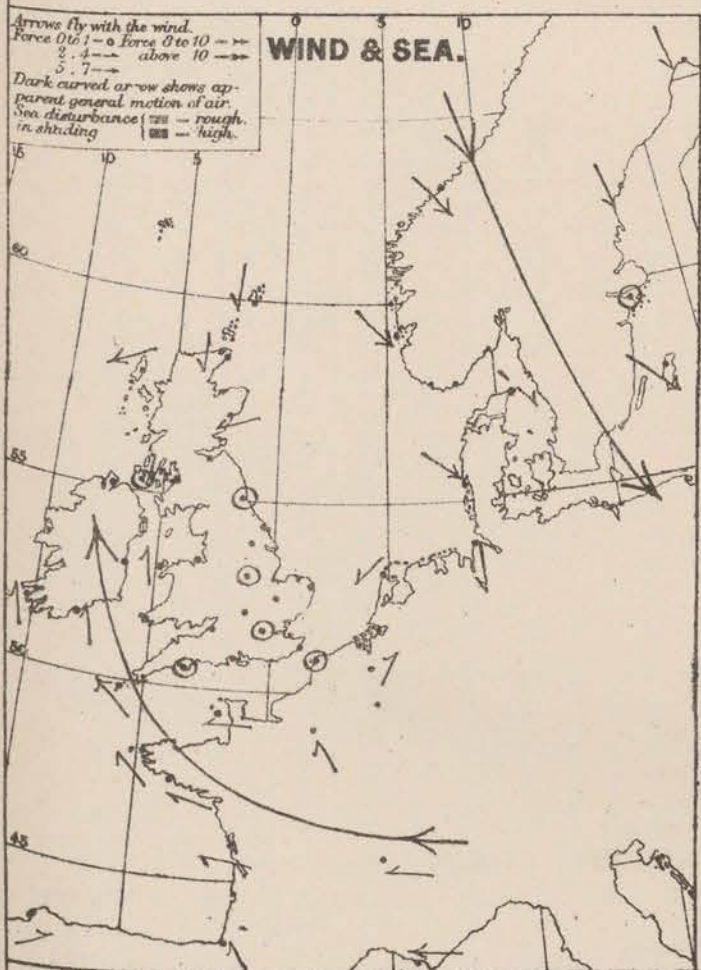 Arrows fly with the wind.
Force 0 to 1 Force 8 to 10
2 . 4 above 10
5 . 7
Dark curved arrow shows ap-
parent general motion of air.
Sea disturbance rough.
in shading high.
WIND & SEA.
0 5 10
15 10 5
60
55
50
45